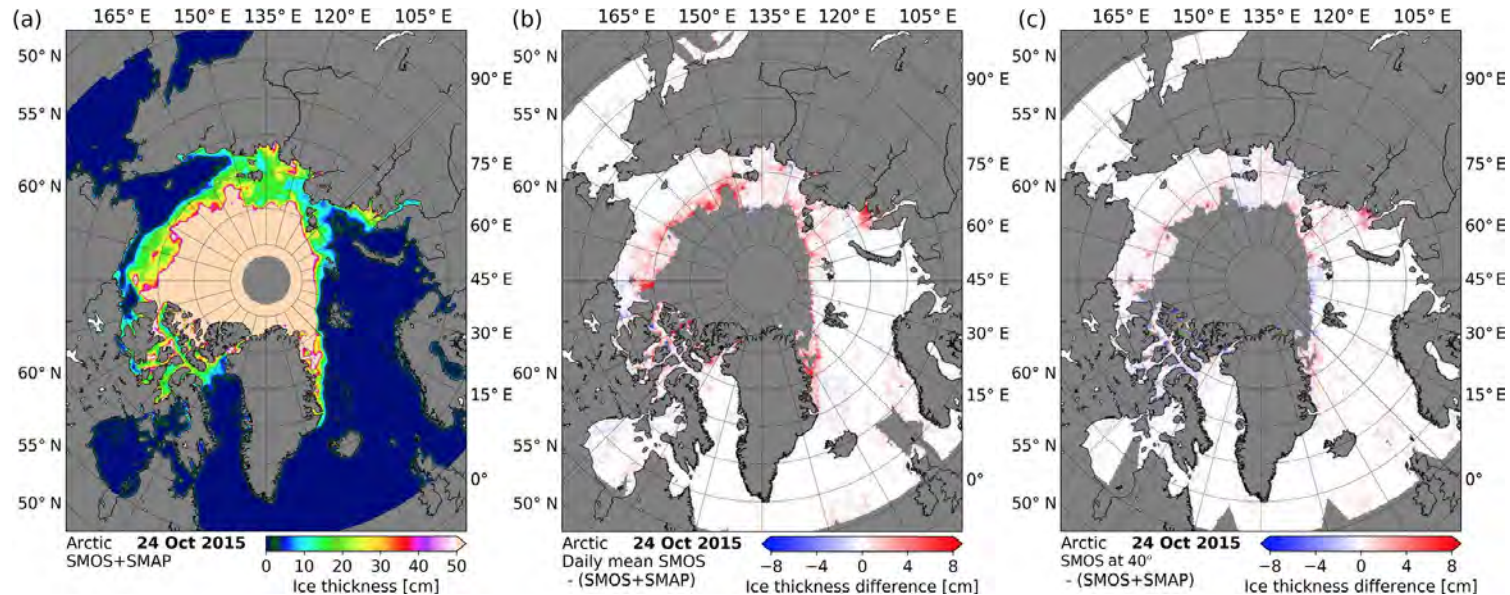 (a) 165° E 150° E 135° E 120° E 105° E
50° N
55° N
60° N
60° N
55° N
50° N
90° E
75° E
60° E
45° E
30° E
15° E
0°
Arctic 24 Oct 2015
SMOS+SMAP
0 10 20 30 40 50
Ice thickness [cm]
(b) 165° E 150° E 135° E 120° E 105° E
50° N
55° N
60° N
60° N
55° N
50° N
90° E
75° E
60° E
45° E
30° E
15° E
0°
Arctic 24 Oct 2015
Daily mean SMOS
- (SMOS+SMAP)
−8 −4 0 4 8
Ice thickness difference [cm]
(c) 165° E 150° E 135° E 120° E 105° E
50° N
55° N
60° N
60° N
55° N
50° N
90° E
75° E
60° E
45° E
30° E
15° E
0°
Arctic 24 Oct 2015
SMOS at 40°
- (SMOS+SMAP)
−8 −4 0 4 8
Ice thickness difference [cm]